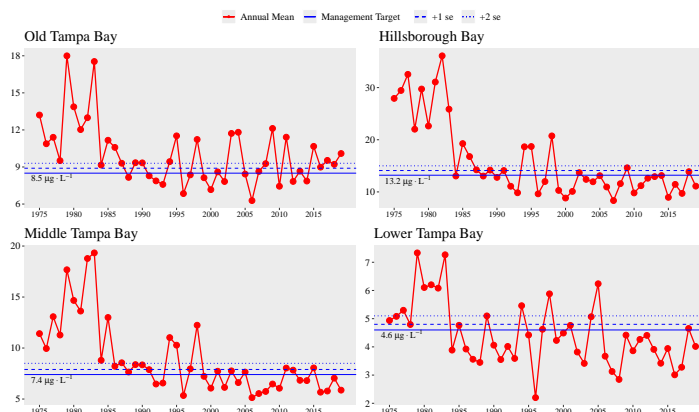 Annual Mean Management Target +1 se +2 se
Old Tampa Bay
18
15
12
9
6
8.5 µg · L⁻¹
1975 1980 1985 1990 1995 2000 2005 2010 2015
Hillsborough Bay
30
20
10
13.2 µg · L⁻¹
1975 1980 1985 1990 1995 2000 2005 2010 2015
Middle Tampa Bay
20
15
10
5
7.4 µg · L⁻¹
1975 1980 1985 1990 1995 2000 2005 2010 2015
Lower Tampa Bay
7
6
5
4
3
2
4.6 µg · L⁻¹
1975 1980 1985 1990 1995 2000 2005 2010 2015